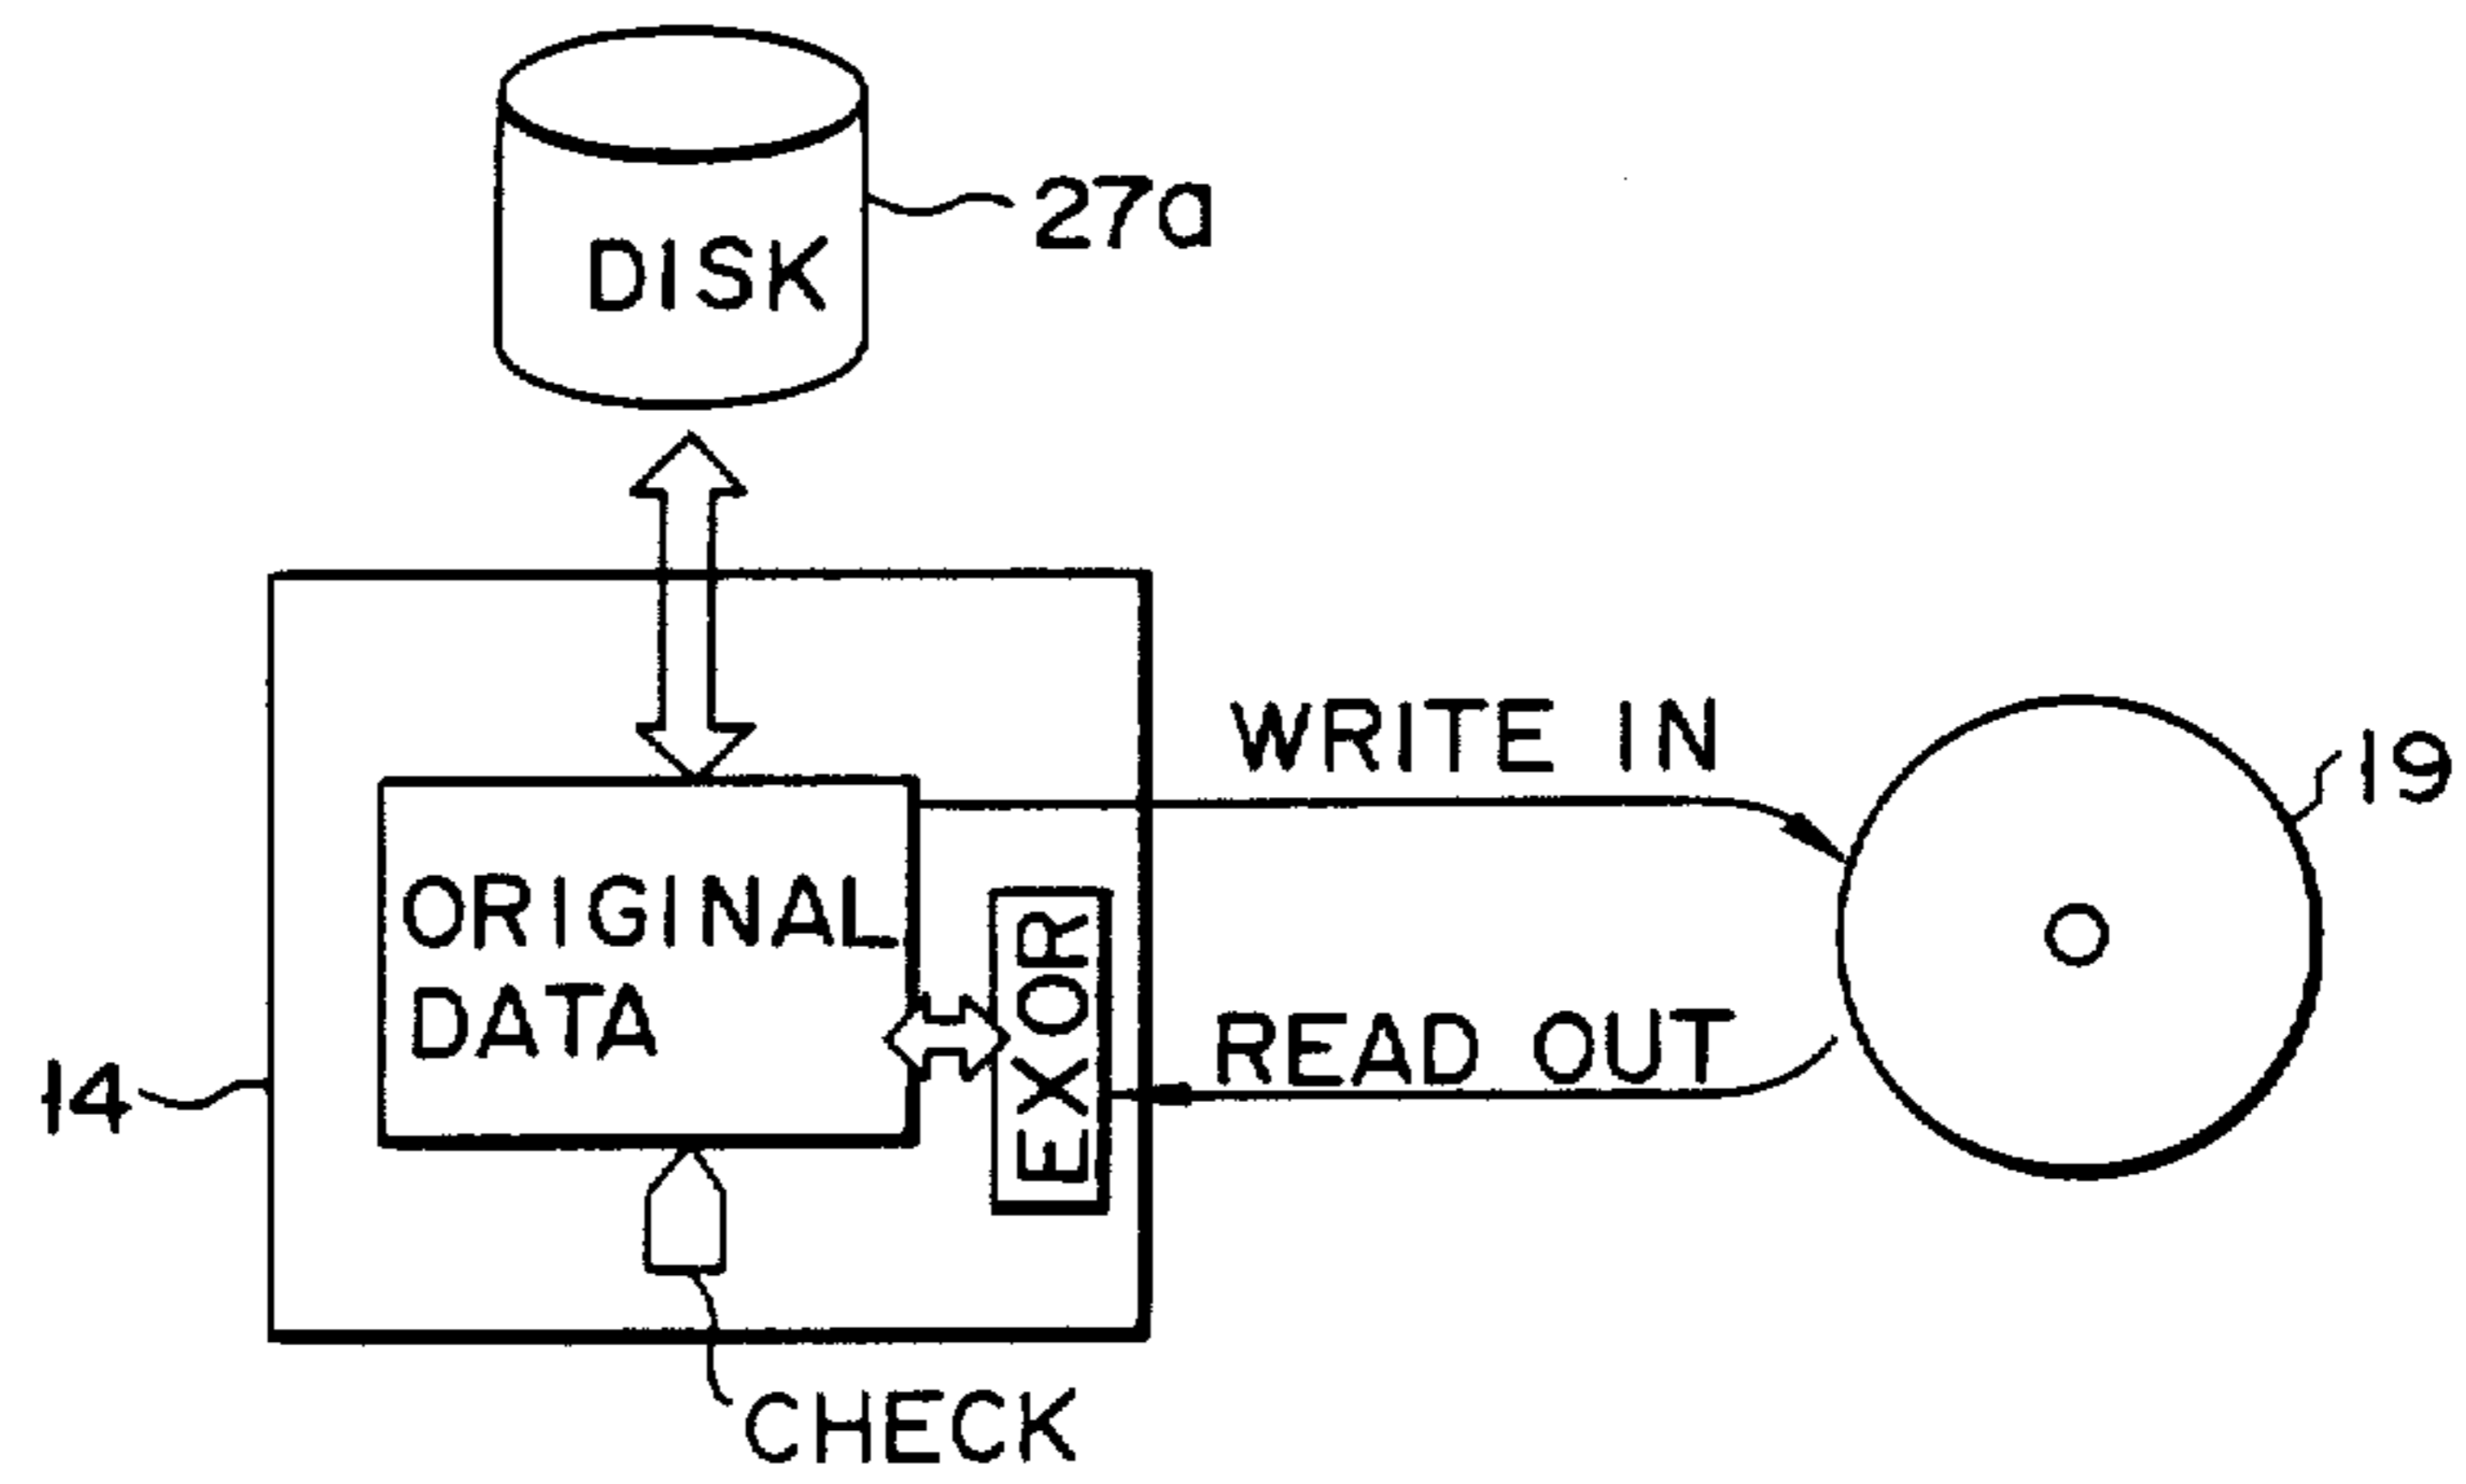 27a
DISK
WRITE IN
19
ORIGINAL
DATA
EXOR
READ OUT
14
CHECK